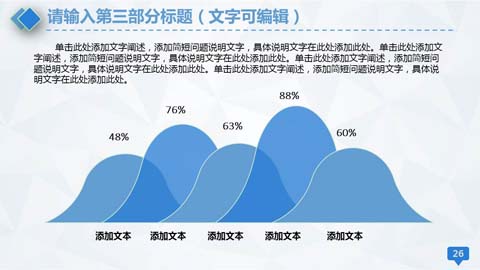 请输入第三部分标题（文字可编辑）
单击此处添加文字阐述，添加简短问题说明文字，具体说明文字在此处添加此处。单击此处添加文
字阐述，添加简短问题说明文字，具体说明文字在此处添加此处。单击此处添加文字阐述，添加简短问
题说明文字，具体说明文字在此处添加此处。单击此处添加文字阐述，添加简短问题说明文字，具体说
明文字在此处添加此处。
88%
76%
63%
60%
48%
添加文本 添加文本 添加文本 添加文本 添加文本
26